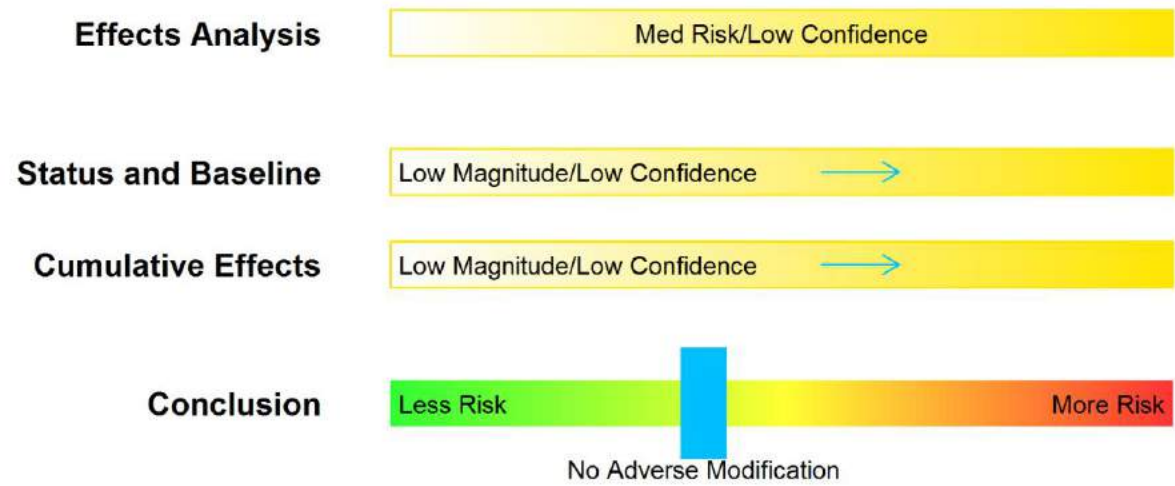 Effects Analysis
Med Risk/Low Confidence
Status and Baseline
Low Magnitude/Low Confidence
Cumulative Effects
Low Magnitude/Low Confidence
Conclusion
Less Risk
More Risk
No Adverse Modification